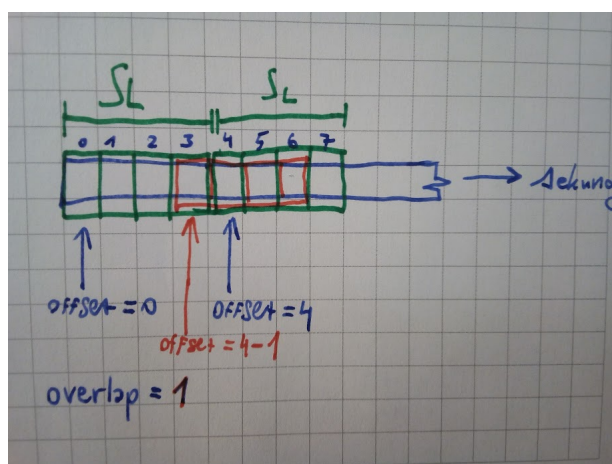 SL SL
0 1 2 3 4 5 6 7
offset = 0 offset = 4
offset = 4-1
overlap = 1